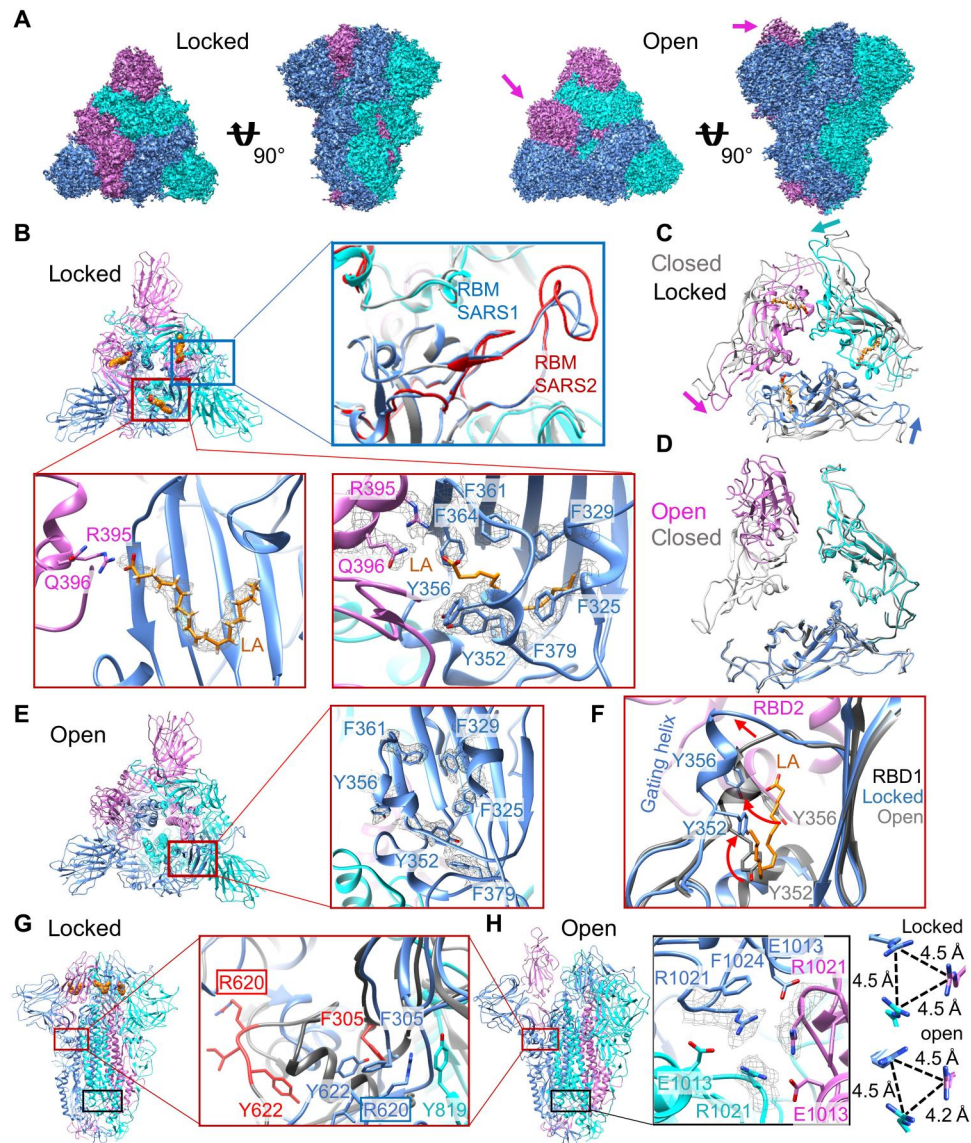 A
Locked
90°
Open
90°
B
Locked
RBM
SARS1
RBM
SARS2
R395
Q396
LA
R395
F361
F364
F329
Q396
LA
Y356
F325
Y352
F379
C
Closed
Locked
D
Open
Closed
E
Open
F361
F329
Y356
F325
Y352
F379
F
RBD2
Gating helix
Y356
LA
RBD1
Locked
Open
Y352
Y356
Y352
G
Locked
R620
F305
F305
Y622
Y622
R620
Y819
H
Open
E1013
F1024
R1021
R1021
E1013
R1021
E1013
Locked
4.5 Å
4.5 Å
4.5 Å
open
4.5 Å
4.5 Å
4.2 Å